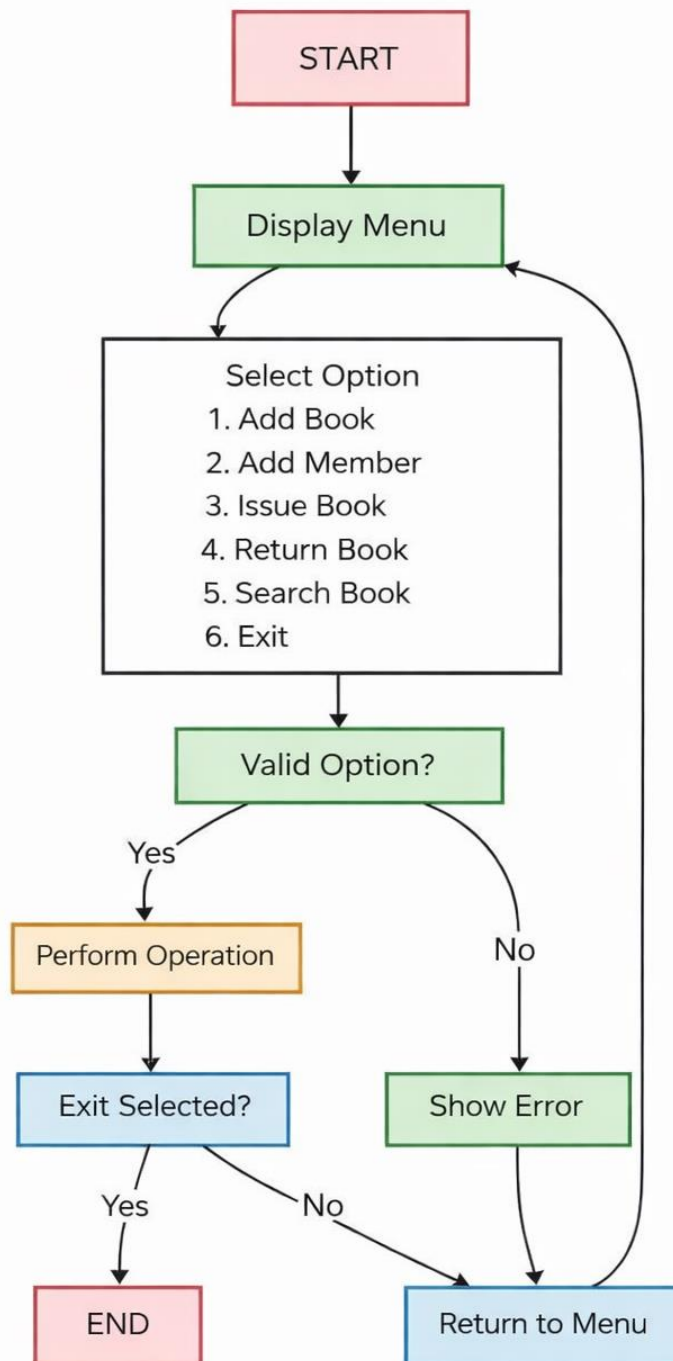 START
Display Menu
Select Option
1. Add Book
2. Add Member
3. Issue Book
4. Return Book
5. Search Book
6. Exit
Valid Option?
Yes
No
Perform Operation
Exit Selected?
Show Error
Yes
No
END
Return to Menu